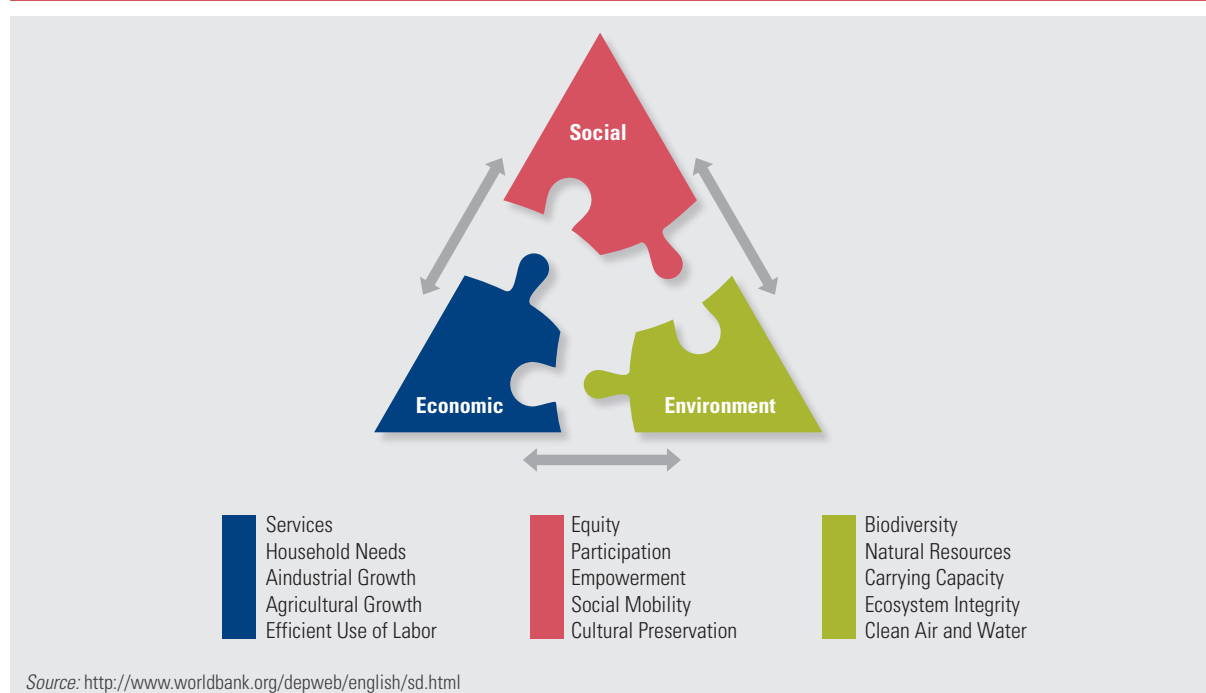 Social
Economic
Environment
Services
Household Needs
Aindustrial Growth
Agricultural Growth
Efficient Use of Labor
Equity
Participation
Empowerment
Social Mobility
Cultural Preservation
Biodiversity
Natural Resources
Carrying Capacity
Ecosystem Integrity
Clean Air and Water
Source: http://www.worldbank.org/depweb/english/sd.html